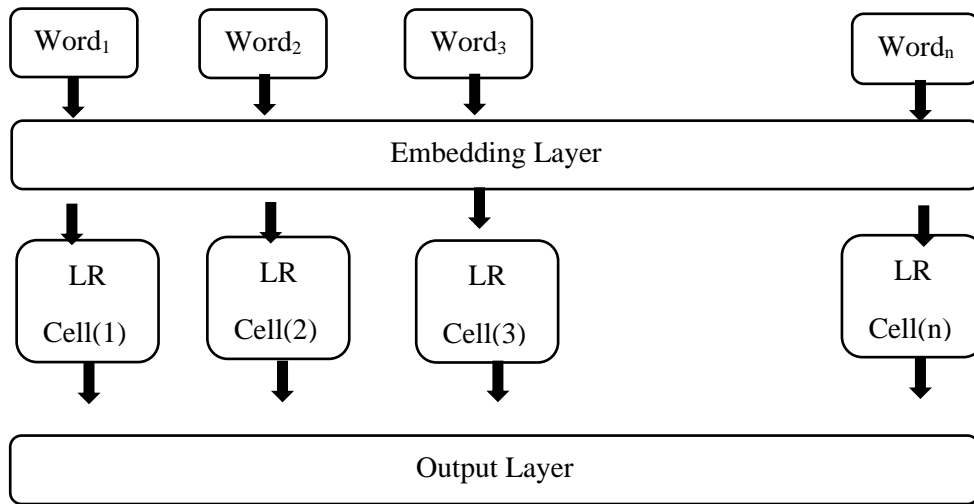 Word₁ Word₂ Word₃ Wordₙ
Embedding Layer
LR LR LR LR
Cell(1) Cell(2) Cell(3) Cell(n)
Output Layer